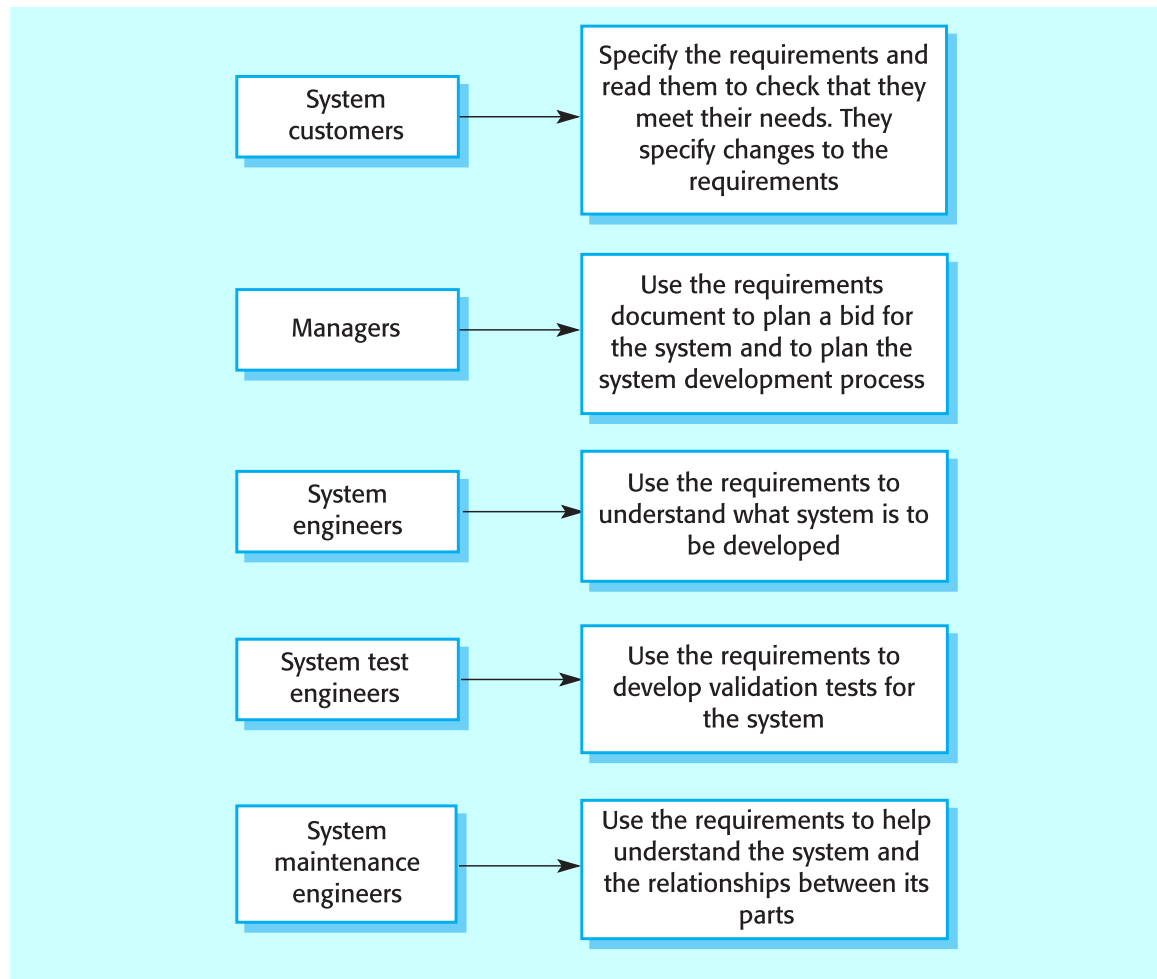 System
customers
Specify the requirements and
read them to check that they
meet their needs. They
specify changes to the
requirements
Managers
Use the requirements
document to plan a bid for
the system and to plan the
system development process
System
engineers
Use the requirements to
understand what system is to
be developed
System test
engineers
Use the requirements to
develop validation tests for
the system
System
maintenance
engineers
Use the requirements to help
understand the system and
the relationships between its
parts